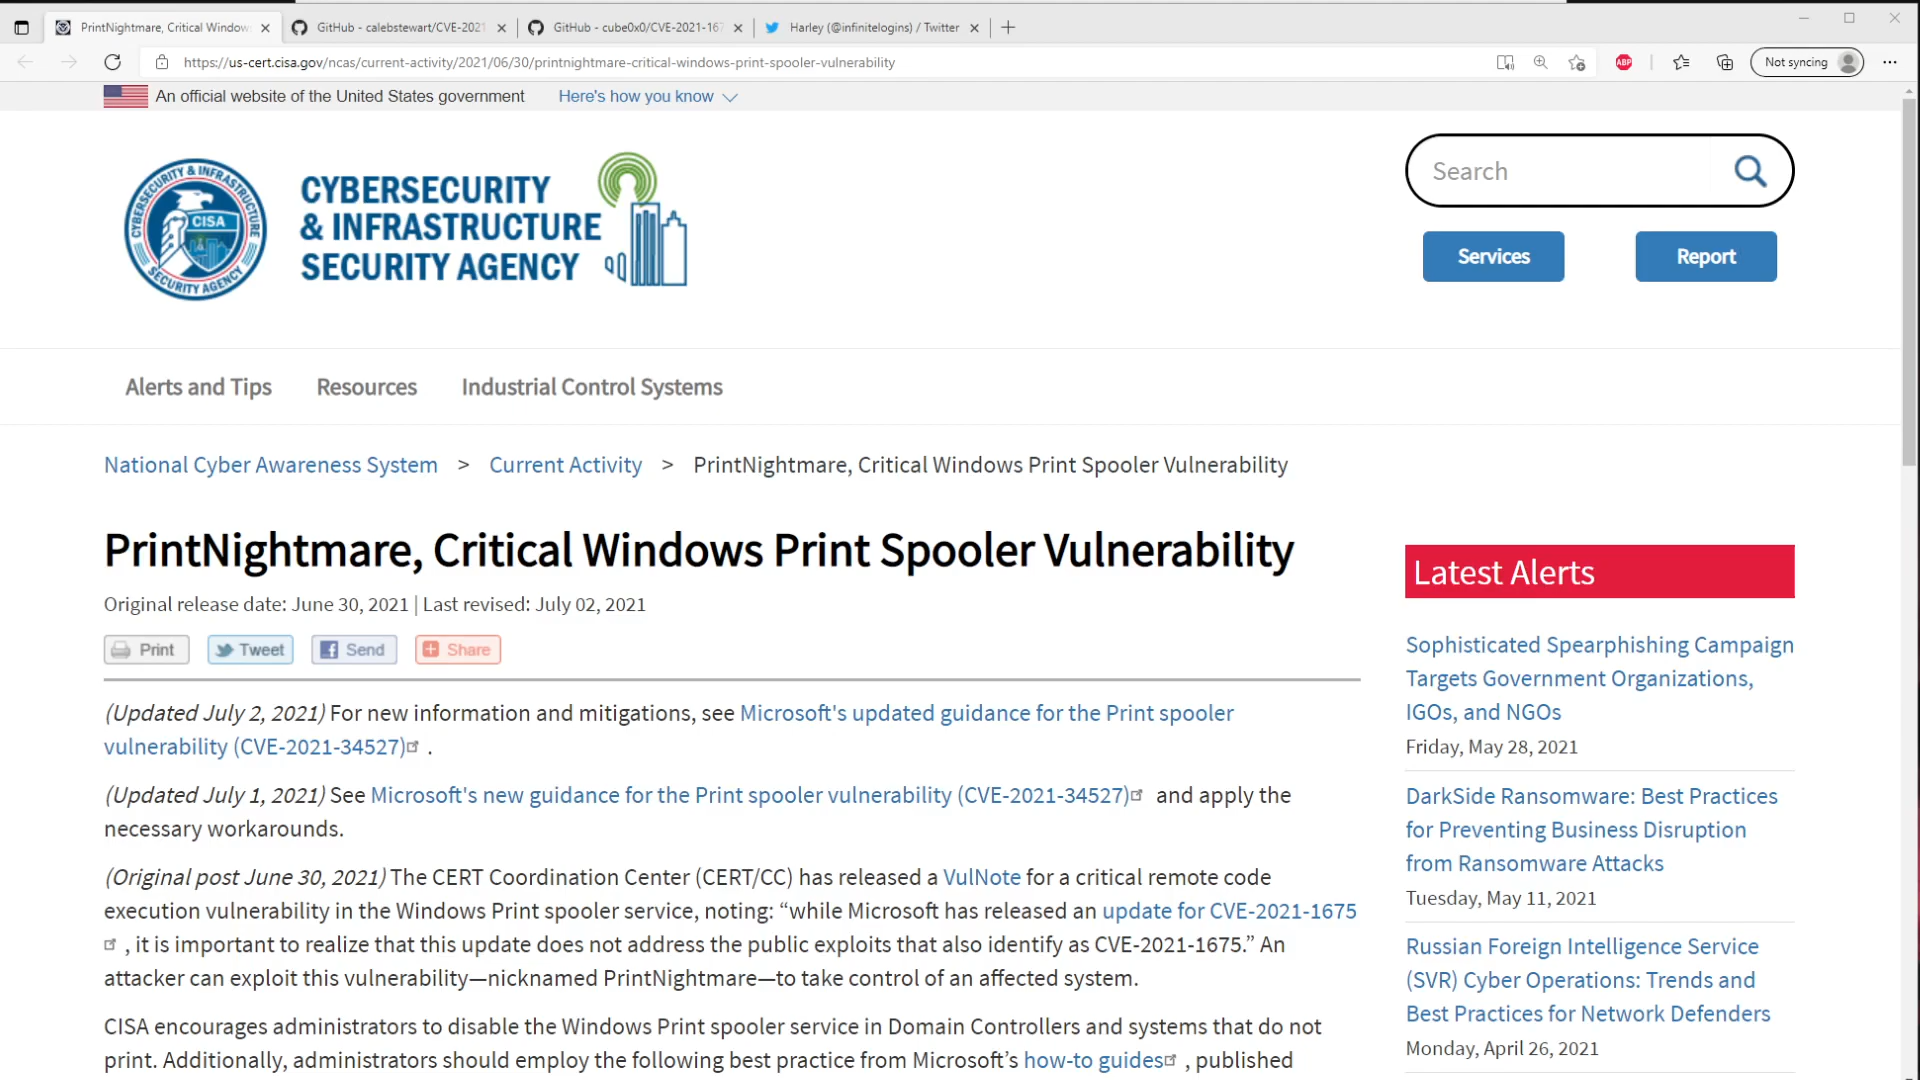 PrintNightmare, Critical Window
GitHub - calebstewart/CVE-2021
GitHub - cube0x0/CVE-2021-167
Harley (@infinitelogins) / Twitter
https://us-cert.cisa.gov/ncas/current-activity/2021/06/30/printnightmare-critical-windows-print-spooler-vulnerability
ABP
Not syncing
An official website of the United States government
Here's how you know
CYBERSECURITY & INFRASTRUCTURE
CISA
SECURITY AGENCY
CYBERSECURITY
& INFRASTRUCTURE
SECURITY AGENCY
Search
Services
Report
Alerts and Tips
Resources
Industrial Control Systems
National Cyber Awareness System > Current Activity > PrintNightmare, Critical Windows Print Spooler Vulnerability
PrintNightmare, Critical Windows Print Spooler Vulnerability
Original release date: June 30, 2021 | Last revised: July 02, 2021
Print
Tweet
Send
Share
(Updated July 2, 2021) For new information and mitigations, see Microsoft's updated guidance for the Print spooler
vulnerability (CVE-2021-34527) .
(Updated July 1, 2021) See Microsoft's new guidance for the Print spooler vulnerability (CVE-2021-34527) and apply the
necessary workarounds.
(Original post June 30, 2021) The CERT Coordination Center (CERT/CC) has released a VulNote for a critical remote code
execution vulnerability in the Windows Print spooler service, noting: “while Microsoft has released an update for CVE-2021-1675
, it is important to realize that this update does not address the public exploits that also identify as CVE-2021-1675.” An
attacker can exploit this vulnerability—nicknamed PrintNightmare—to take control of an affected system.
CISA encourages administrators to disable the Windows Print spooler service in Domain Controllers and systems that do not
print. Additionally, administrators should employ the following best practice from Microsoft’s how-to guides , published
Latest Alerts
Sophisticated Spearphishing Campaign
Targets Government Organizations,
IGOs, and NGOs
Friday, May 28, 2021
DarkSide Ransomware: Best Practices
for Preventing Business Disruption
from Ransomware Attacks
Tuesday, May 11, 2021
Russian Foreign Intelligence Service
(SVR) Cyber Operations: Trends and
Best Practices for Network Defenders
Monday, April 26, 2021